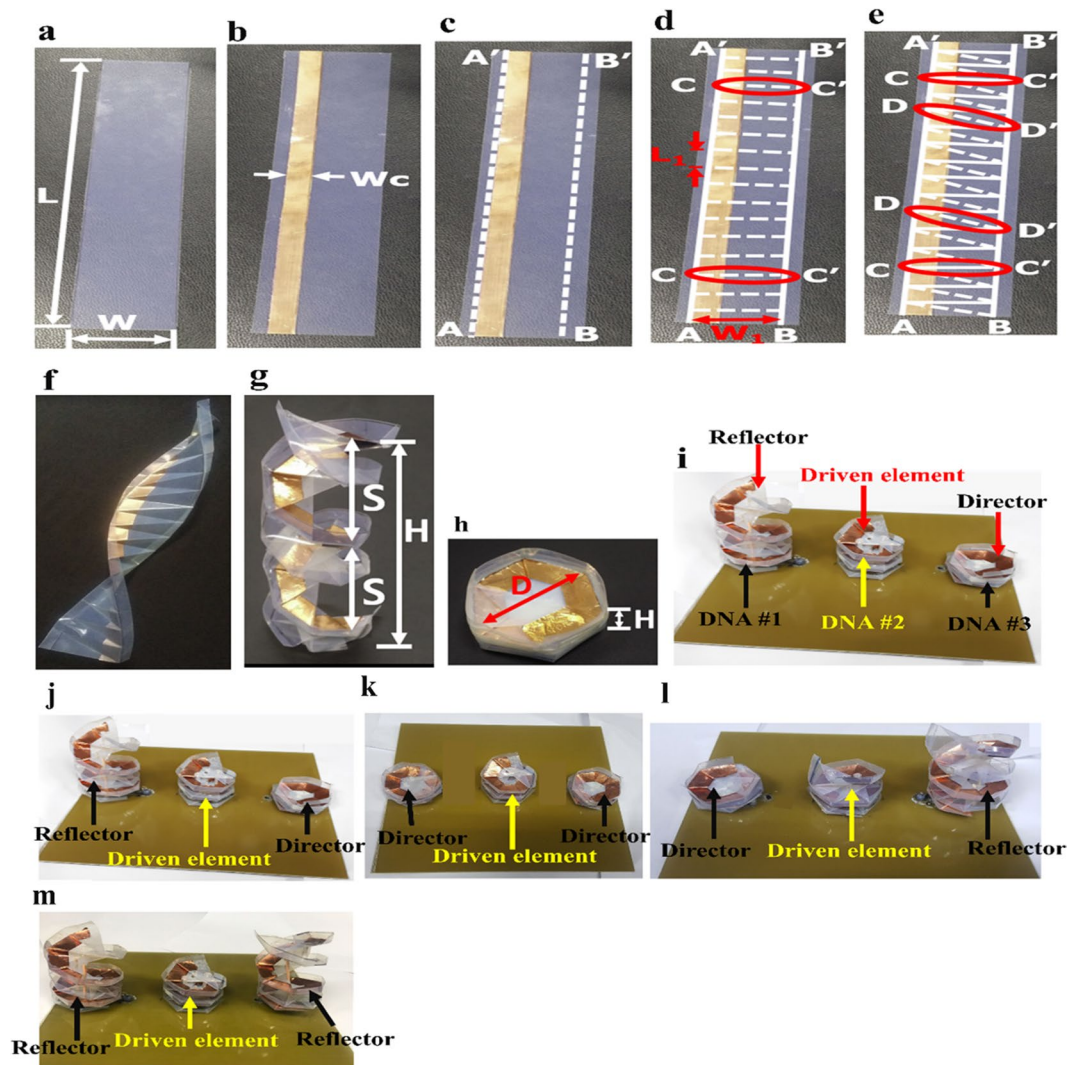 a
L
W
b
Wc
c
A′ B′
A B
d
A′ B′
C C′
L₁
C C′
A B
W₁
e
A′ B′
C C′
D D′
D D′
C C′
A B
f
g
S
S
H
h
D
H
i
Reflector
Driven element
Director
DNA #1
DNA #2
DNA #3
j
Reflector
Driven element
Director
k
Director
Driven element
Director
l
Director
Driven element
Reflector
m
Reflector
Driven element
Reflector